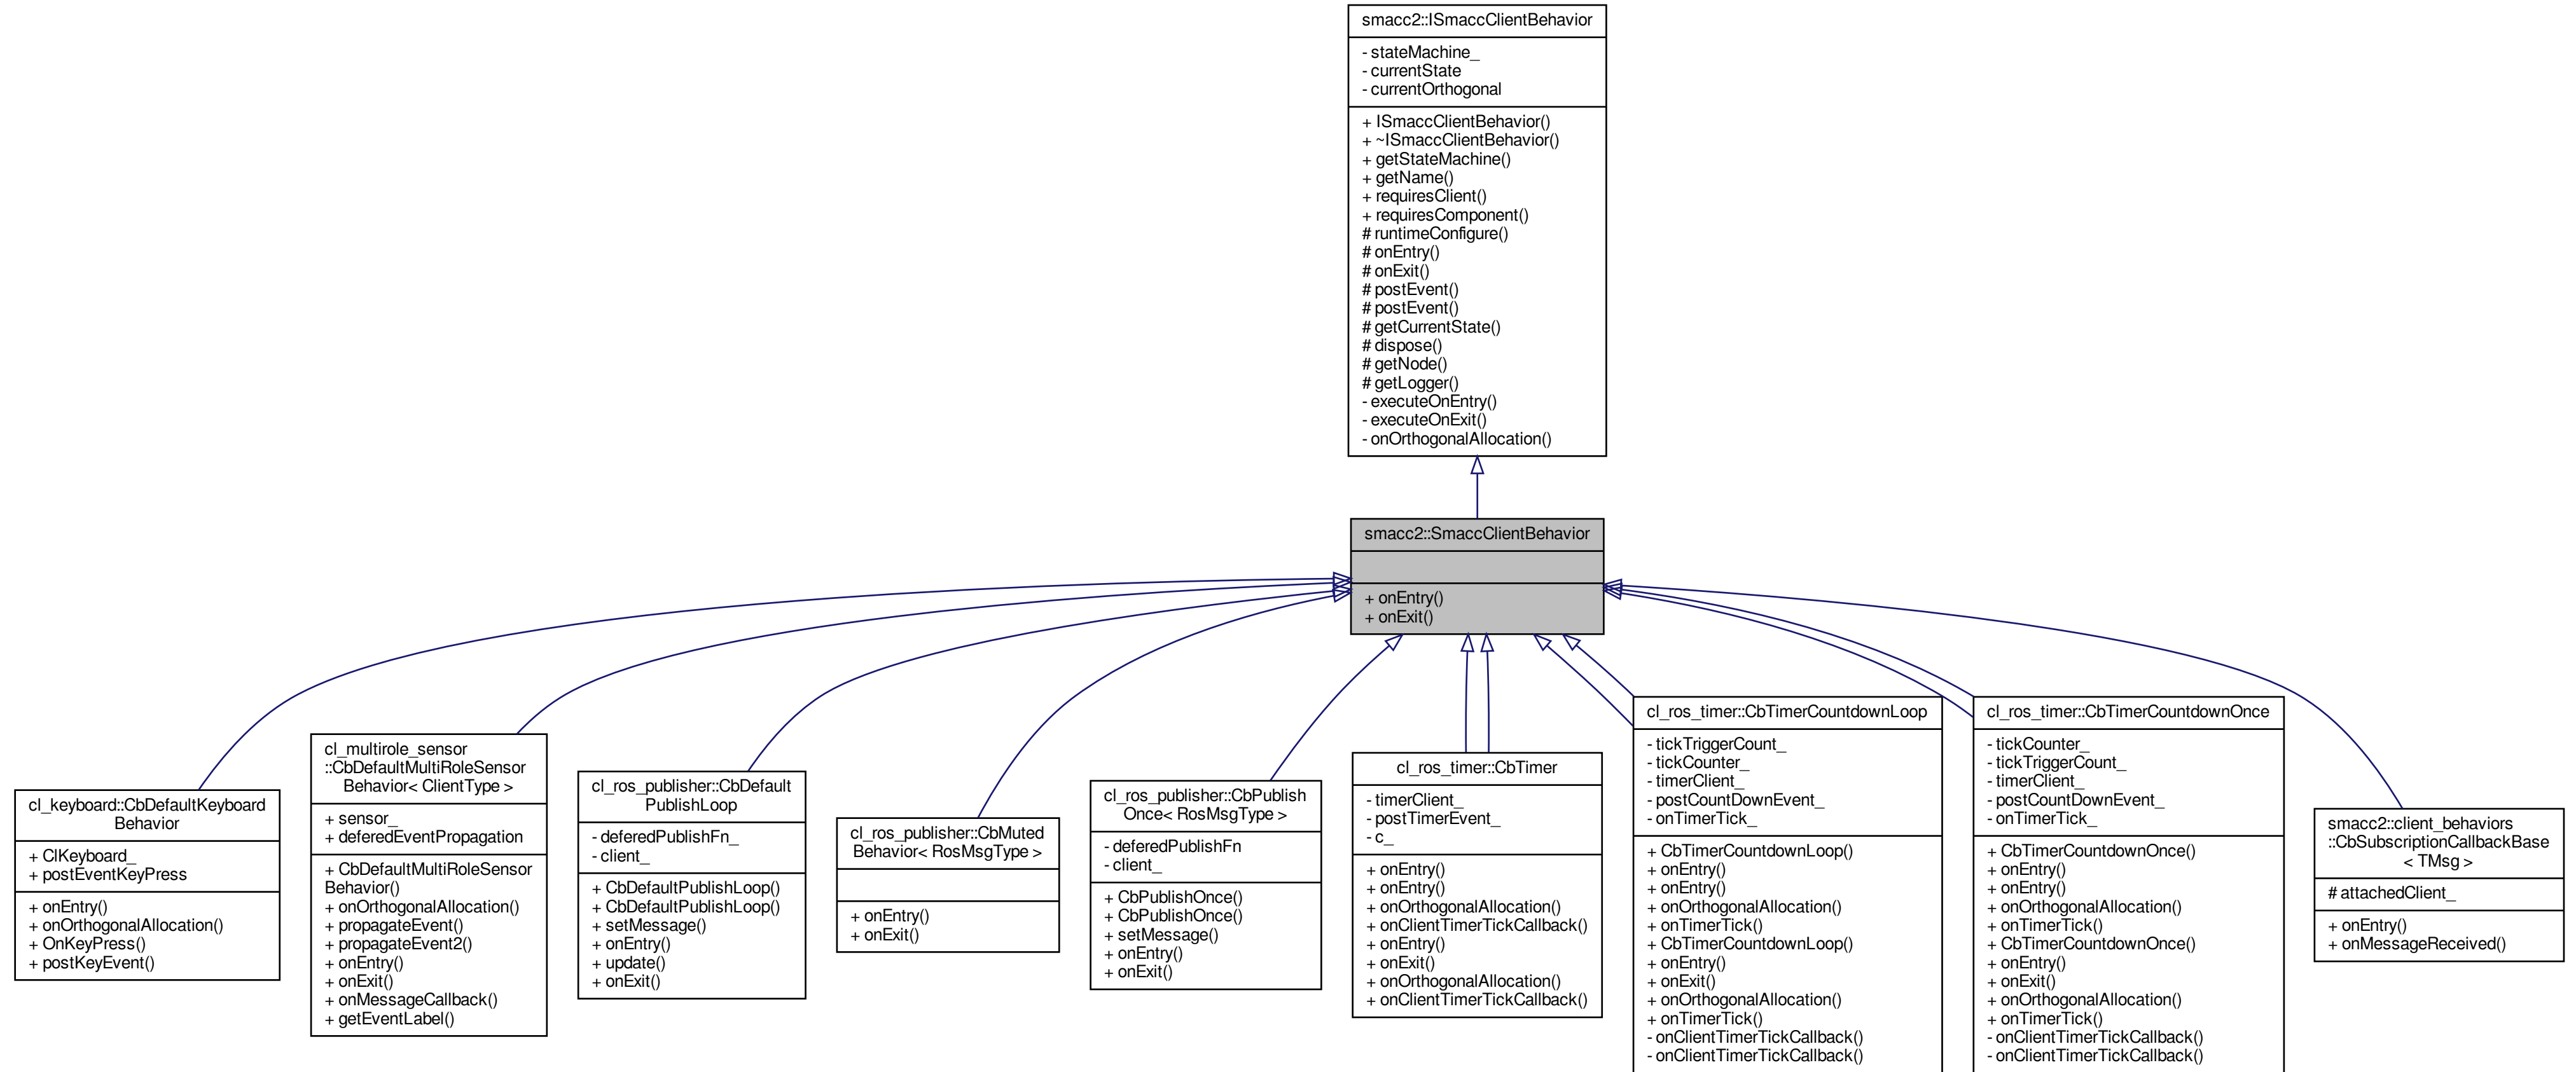 smacc2::ISmaccClientBehavior
- stateMachine_
- currentState
- currentOrthogonal
+ ISmaccClientBehavior()
+ ~ISmaccClientBehavior()
+ getStateMachine()
+ getName()
+ requiresClient()
+ requiresComponent()
# runtimeConfigure()
# onEntry()
# onExit()
# postEvent()
# postEvent()
# getCurrentState()
# dispose()
# getNode()
# getLogger()
- executeOnEntry()
- executeOnExit()
- onOrthogonalAllocation()
smacc2::SmaccClientBehavior
+ onEntry()
+ onExit()
cl_keyboard::CbDefaultKeyboard
Behavior
+ ClKeyboard_
+ postEventKeyPress
+ onEntry()
+ onOrthogonalAllocation()
+ OnKeyPress()
+ postKeyEvent()
cl_multirole_sensor
::CbDefaultMultiRoleSensor
Behavior< ClientType >
+ sensor_
+ deferedEventPropagation
+ CbDefaultMultiRoleSensor
Behavior()
+ onOrthogonalAllocation()
+ propagateEvent()
+ propagateEvent2()
+ onEntry()
+ onExit()
+ onMessageCallback()
+ getEventLabel()
cl_ros_publisher::CbDefault
PublishLoop
- deferedPublishFn_
- client_
+ CbDefaultPublishLoop()
+ CbDefaultPublishLoop()
+ setMessage()
+ onEntry()
+ update()
+ onExit()
cl_ros_publisher::CbMuted
Behavior< RosMsgType >
+ onEntry()
+ onExit()
cl_ros_publisher::CbPublish
Once< RosMsgType >
- deferedPublishFn
- client_
+ CbPublishOnce()
+ CbPublishOnce()
+ setMessage()
+ onEntry()
+ onExit()
cl_ros_timer::CbTimer
- timerClient_
- postTimerEvent_
- c_
+ onEntry()
+ onEntry()
+ onOrthogonalAllocation()
+ onClientTimerTickCallback()
+ onEntry()
+ onExit()
+ onOrthogonalAllocation()
+ onClientTimerTickCallback()
cl_ros_timer::CbTimerCountdownLoop
- tickTriggerCount_
- tickCounter_
- timerClient_
- postCountDownEvent_
- onTimerTick_
+ CbTimerCountdownLoop()
+ onEntry()
+ onEntry()
+ onOrthogonalAllocation()
+ onTimerTick()
+ CbTimerCountdownLoop()
+ onEntry()
+ onExit()
+ onOrthogonalAllocation()
+ onTimerTick()
- onClientTimerTickCallback()
- onClientTimerTickCallback()
cl_ros_timer::CbTimerCountdownOnce
- tickCounter_
- tickTriggerCount_
- timerClient_
- postCountDownEvent_
- onTimerTick_
+ CbTimerCountdownOnce()
+ onEntry()
+ onEntry()
+ onOrthogonalAllocation()
+ onTimerTick()
+ CbTimerCountdownOnce()
+ onEntry()
+ onExit()
+ onOrthogonalAllocation()
+ onTimerTick()
- onClientTimerTickCallback()
- onClientTimerTickCallback()
smacc2::client_behaviors
::CbSubscriptionCallbackBase
< TMsg >
# attachedClient_
+ onEntry()
+ onMessageReceived()